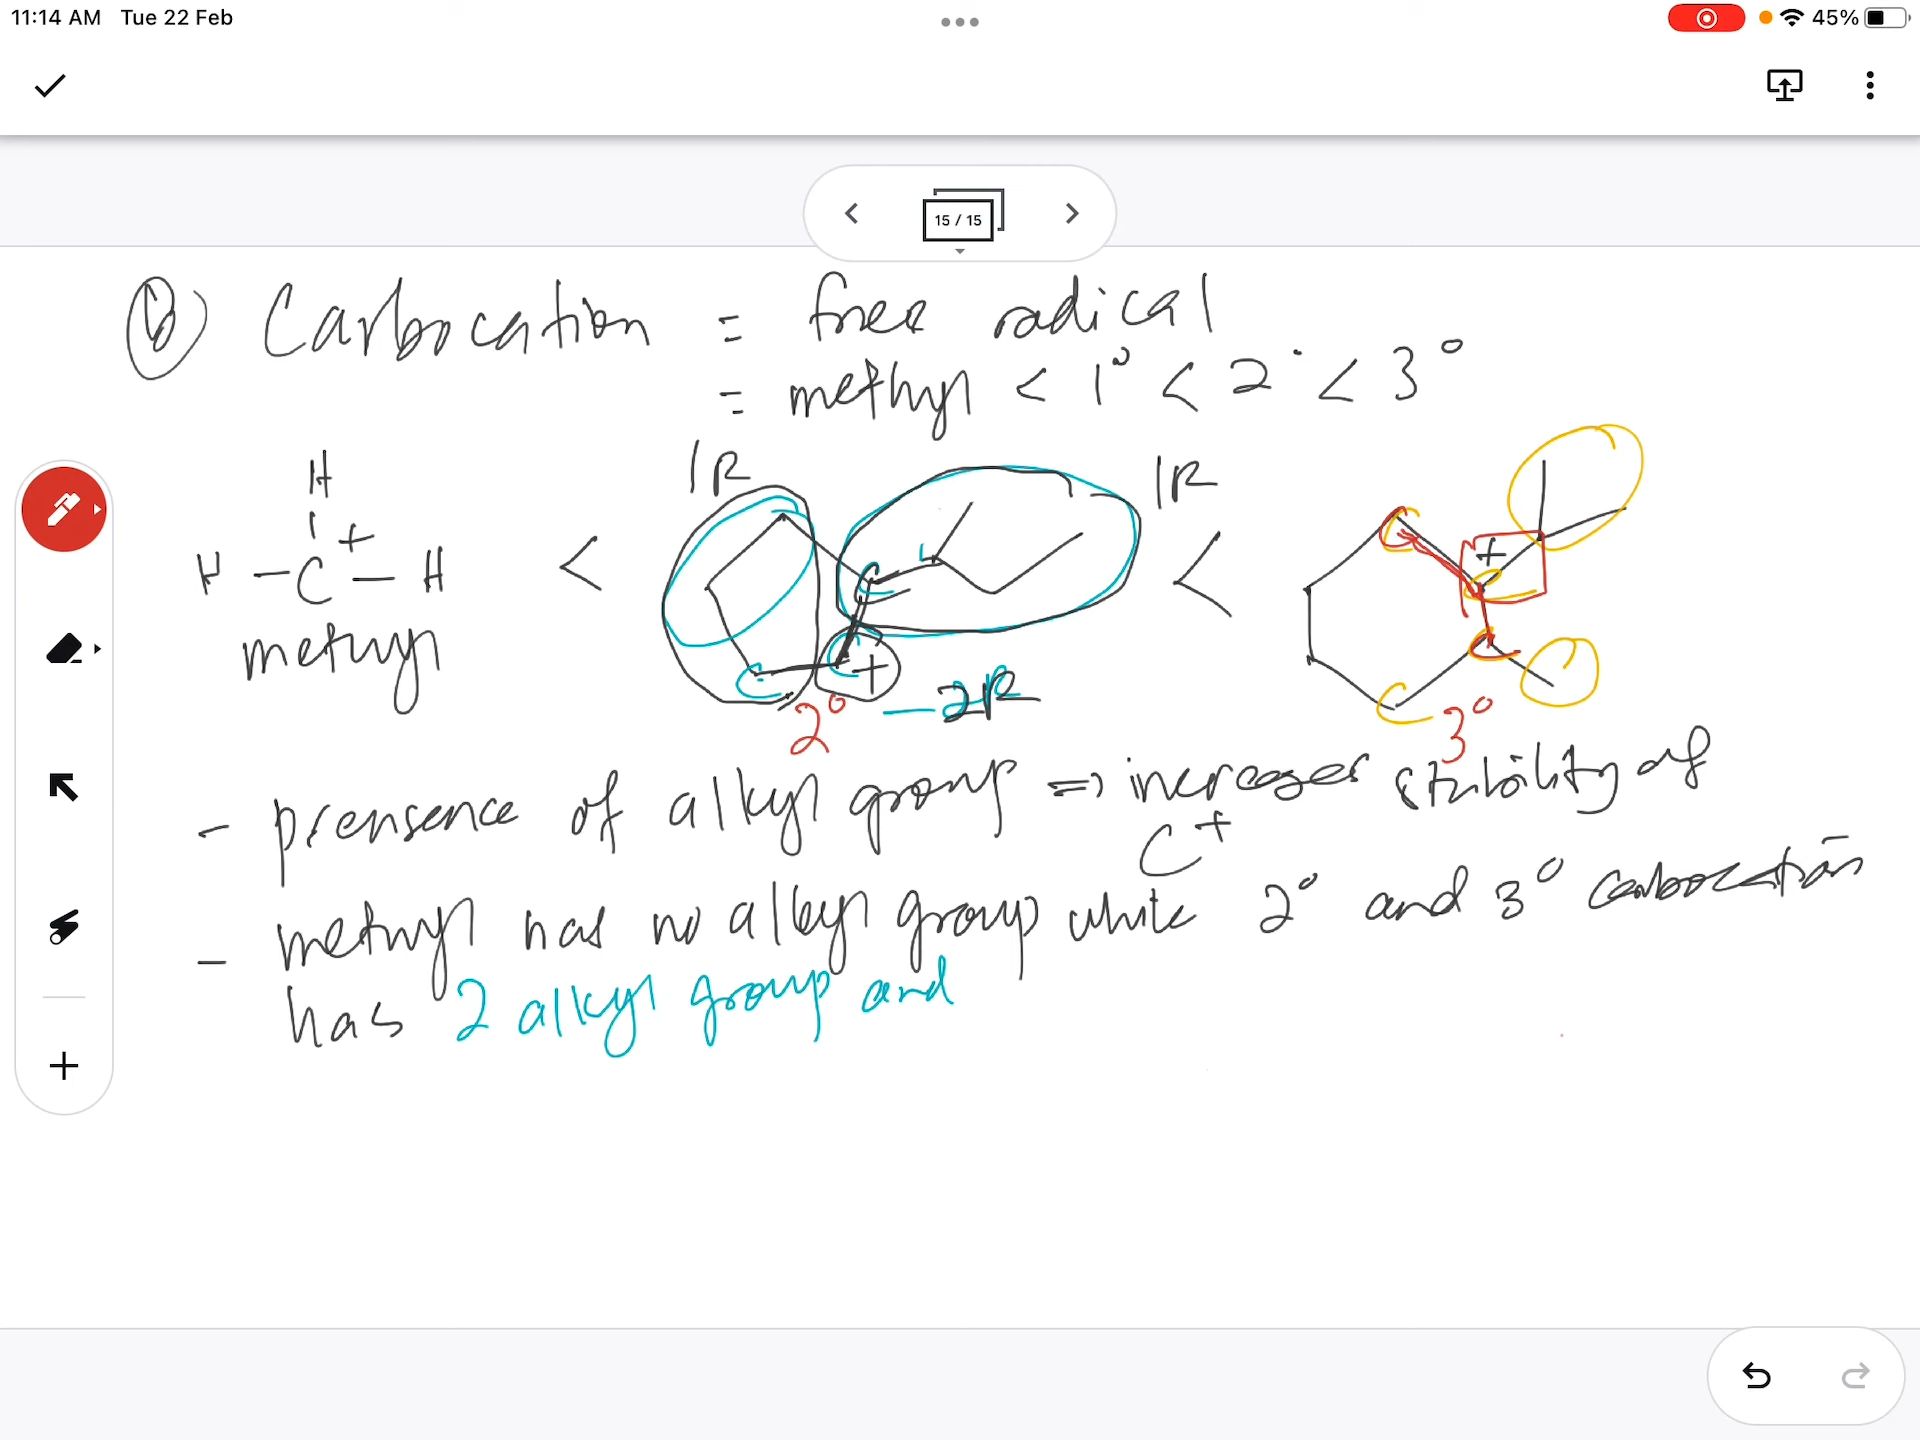 11:14 AM Tue 22 Feb
45%
15 / 15
b Carbocation = free radical
= methyl < 1° < 2° < 3°
H
H - C + - H
methyl
<
1R
C
C
C +
2° - 2R
1R
<
C
+
C
3°
- prensence of alkyl group => increases stability of
C+
- methyl has no alkyl group while 2° and 3° carbocation
has 2 alkyl group and